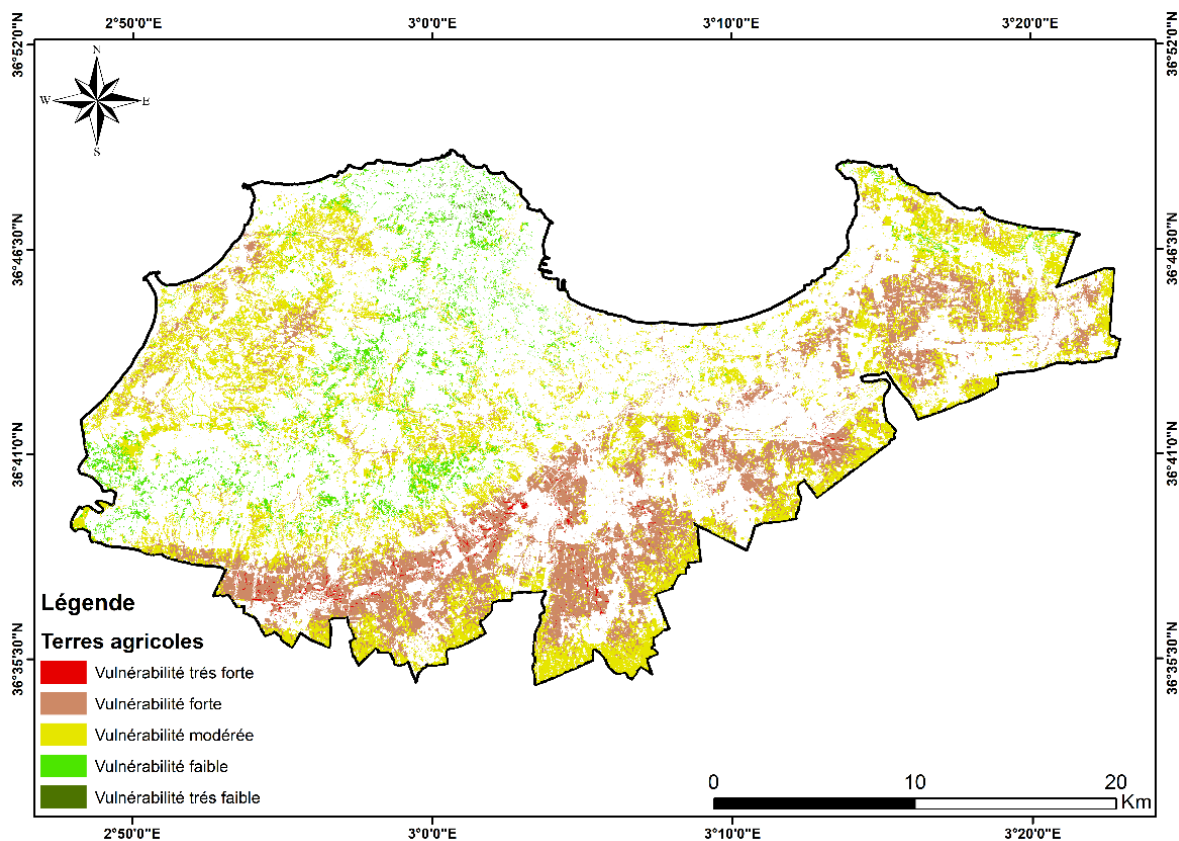 2°50'0"E 3°0'0"E 3°10'0"E 3°20'0"E
36°52'0"N 36°52'0"N
N
W E
S
36°46'30"N 36°46'30"N
36°41'0"N 36°41'0"N
36°35'30"N 36°35'30"N
Légende
Terres agricoles
Vulnérabilité trés forte
Vulnérabilité forte
Vulnérabilité modérée
Vulnérabilité faible
Vulnérabilité trés faible
0 10 20
Km
2°50'0"E 3°0'0"E 3°10'0"E 3°20'0"E